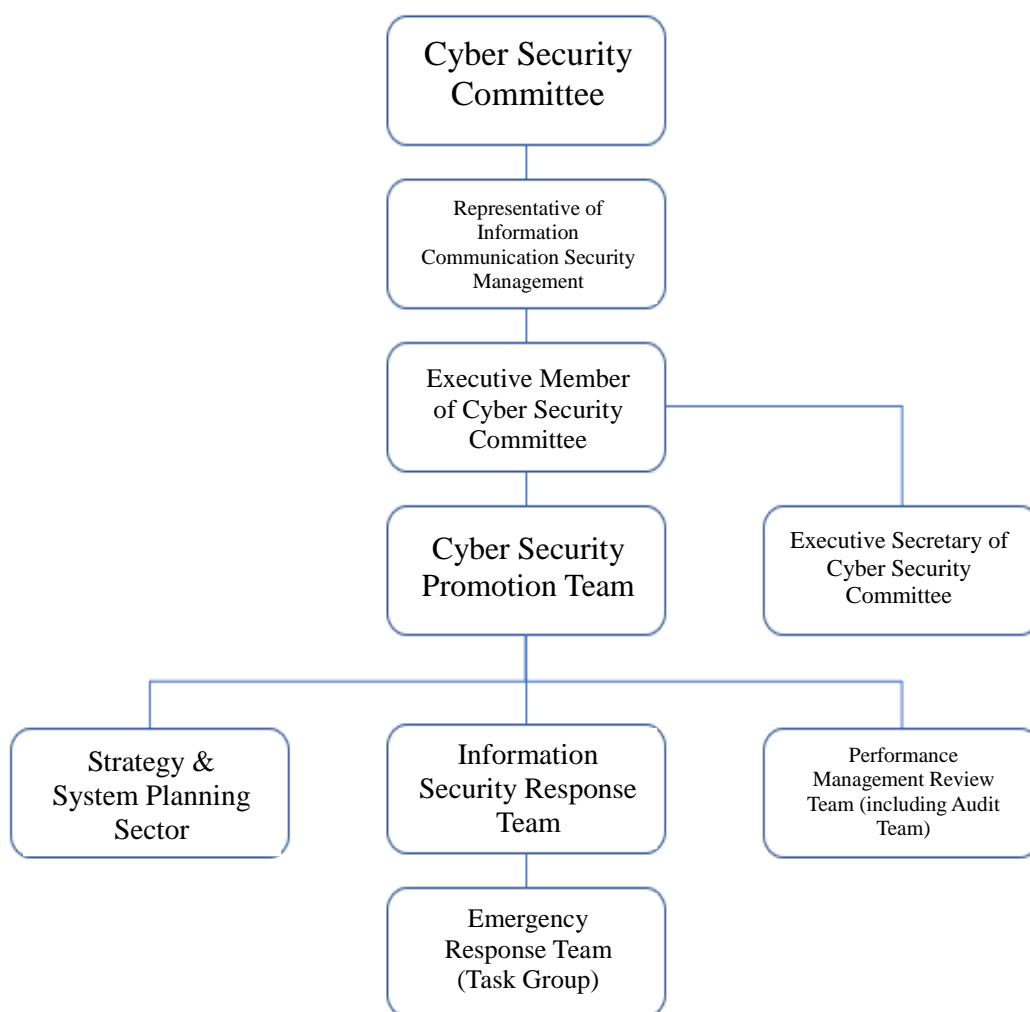 Cyber Security
Committee
Representative of
Information
Communication Security
Management
Executive Member
of Cyber Security
Committee
Cyber Security
Promotion Team
Executive Secretary of
Cyber Security
Committee
Strategy &
System Planning
Sector
Information
Security Response
Team
Performance
Management Review
Team (including Audit
Team)
Emergency
Response Team
(Task Group)